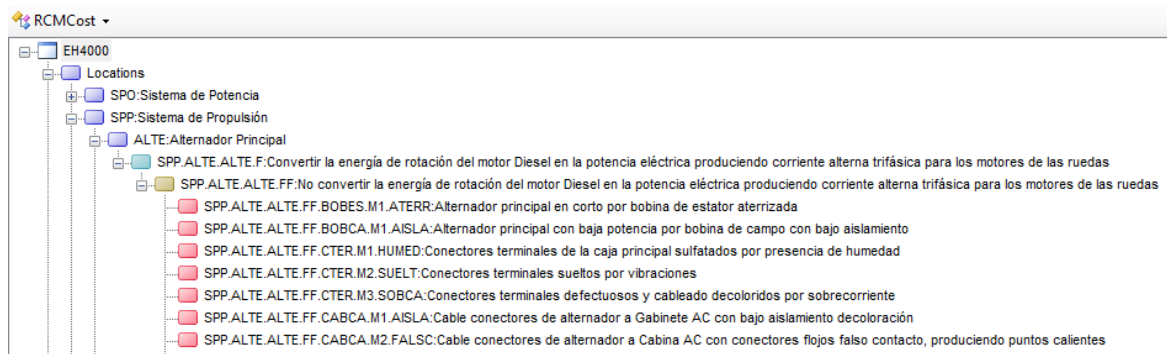 RCMCost
EH4000
Locations
SPO:Sistema de Potencia
SPP:Sistema de Propulsión
ALTE:Alternador Principal
SPP.ALTE.ALTE.F:Convertir la energía de rotación del motor Diesel en la potencia eléctrica produciendo corriente alterna trifásica para los motores de las ruedas
SPP.ALTE.ALTE.FF:No convertir la energía de rotación del motor Diesel en la potencia eléctrica produciendo corriente alterna trifásica para los motores de las ruedas
SPP.ALTE.ALTE.FF.BOBES.M1.ATERR:Alternador principal en corto por bobina de estator aterrizada
SPP.ALTE.ALTE.FF.BOBCA.M1.AISLA:Alternador principal con baja potencia por bobina de campo con bajo aislamiento
SPP.ALTE.ALTE.FF.CTER.M1.HUMED:Conectores terminales de la caja principal sulfatados por presencia de humedad
SPP.ALTE.ALTE.FF.CTER.M2.SUELT:Conectores terminales sueltos por vibraciones
SPP.ALTE.ALTE.FF.CTER.M3.SOBCA:Conectores terminales defectuosos y cableado decoloridos por sobrecorriente
SPP.ALTE.ALTE.FF.CABCA.M1.AISLA:Cable conectores de alternador a Gabinete AC con bajo aislamiento decoloración
SPP.ALTE.ALTE.FF.CABCA.M2.FALSC:Cable conectores de alternador a Cabina AC con conectores flojos falso contacto, produciendo puntos calientes